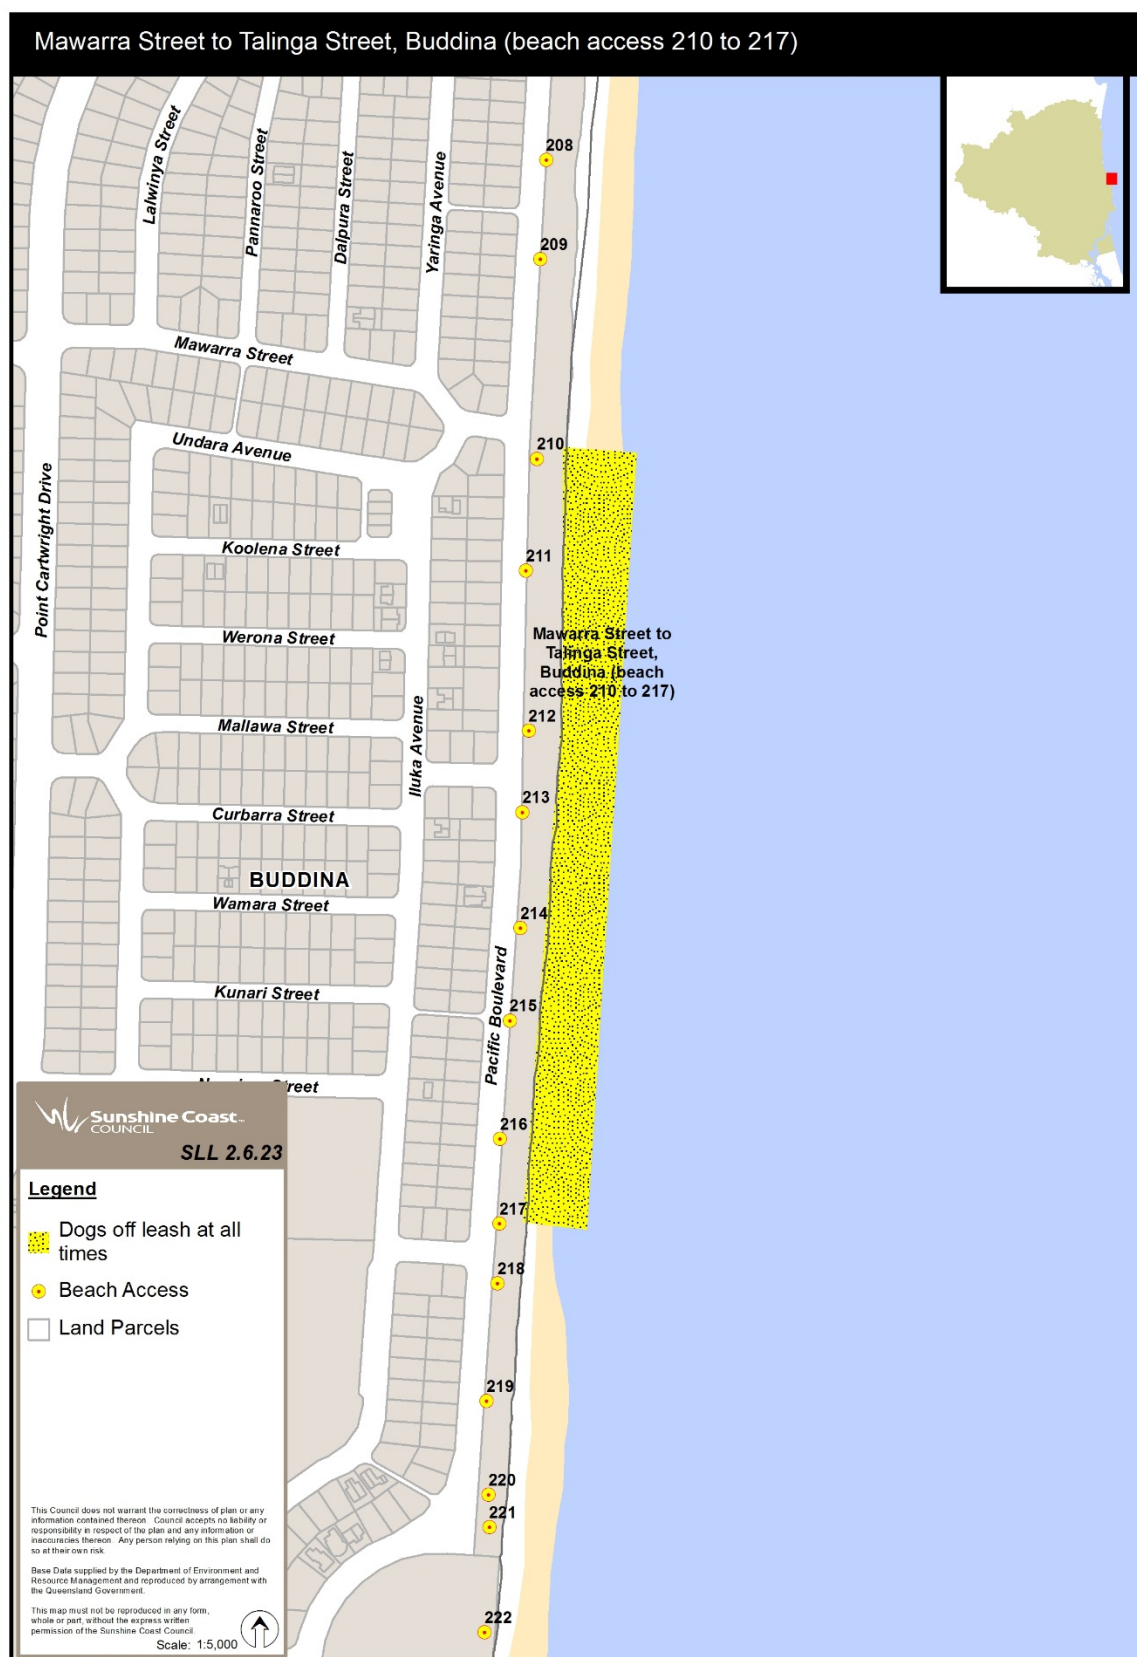 Mawarra Street to Talinga Street, Buddina (beach access 210 to 217)
Lalwinya Street
Pannaroo Street
Dalpura Street
Yaringa Avenue
208
209
Mawarra Street
Undara Avenue
210
Point Cartwright Drive
Koolena Street
211
Werona Street
Mawarra Street to
Talinga Street,
Buddina (beach
access 210 to 217)
Mallawa Street
Iluka Avenue
212
Curbarra Street
213
BUDDINA
Wamara Street
214
Kunari Street
Pacific Boulevard
215
Street
216
217
218
219
220
221
222
Sunshine Coast
COUNCIL
SLL 2.6.23
Legend
Dogs off leash at all
times
Beach Access
Land Parcels
This Council does not warrant the correctness of plan or any
information contained thereon. Council accepts no liability or
responsibility in respect of the plan and any information or
inaccuracies thereon. Any person relying on this plan shall do
so at their own risk.
Base Data supplied by the Department of Environment and
Resource Management and reproduced by arrangement with
the Queensland Government.
This map must not be reproduced in any form,
whole or part, without the express written
permission of the Sunshine Coast Council.
Scale: 1:5,000